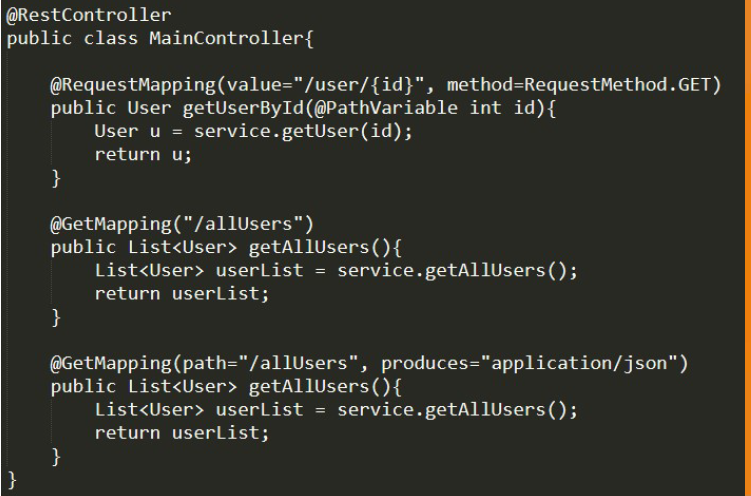 @RestController
public class MainController{
@RequestMapping(value="/user/{id}", method=RequestMethod.GET)
public User getUserById(@PathVariable int id){
User u = service.getUser(id);
return u;
}
@GetMapping("/allUsers")
public List<User> getAllUsers(){
List<User> userList = service.getAllUsers();
return userList;
}
@GetMapping(path="/allUsers", produces="application/json")
public List<User> getAllUsers(){
List<User> userList = service.getAllUsers();
return userList;
}
}